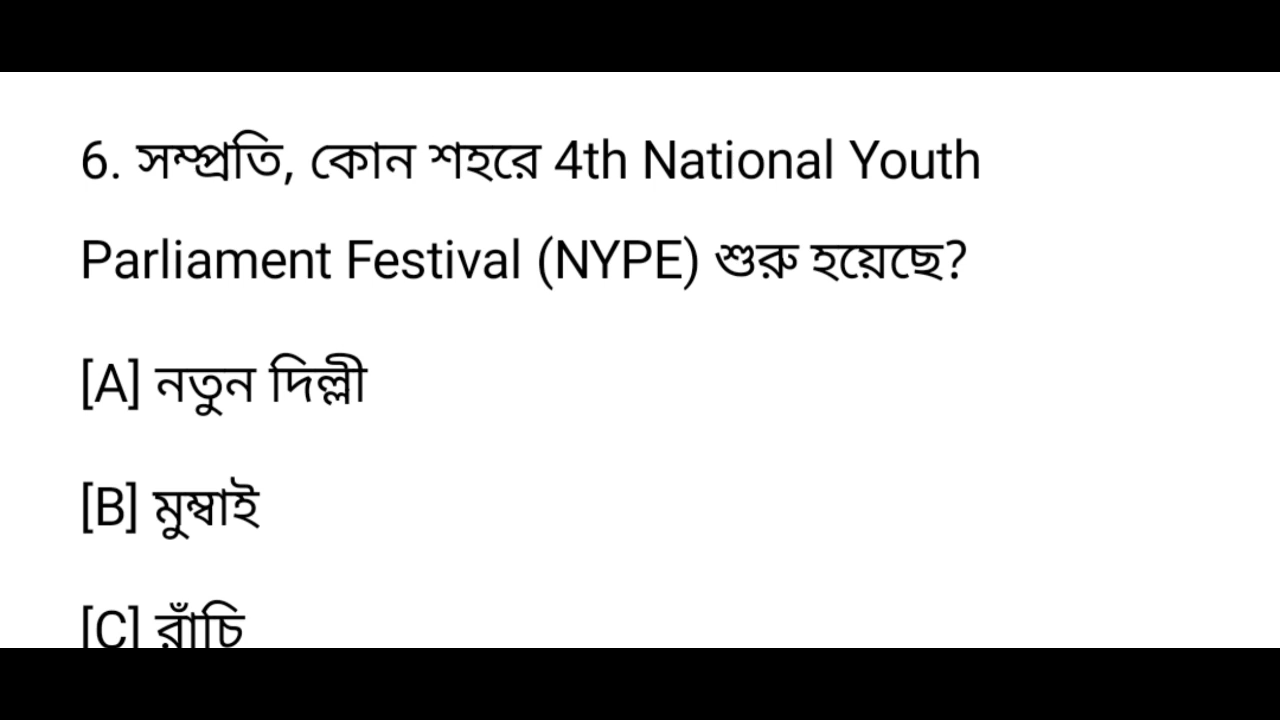 6. সম্প্রতি, কোন শহরে 4th National Youth
Parliament Festival (NYPE) শুরু হয়েছে?
[A] নতুন দিল্লী
[B] মুম্বাই
[C] রাঁচি